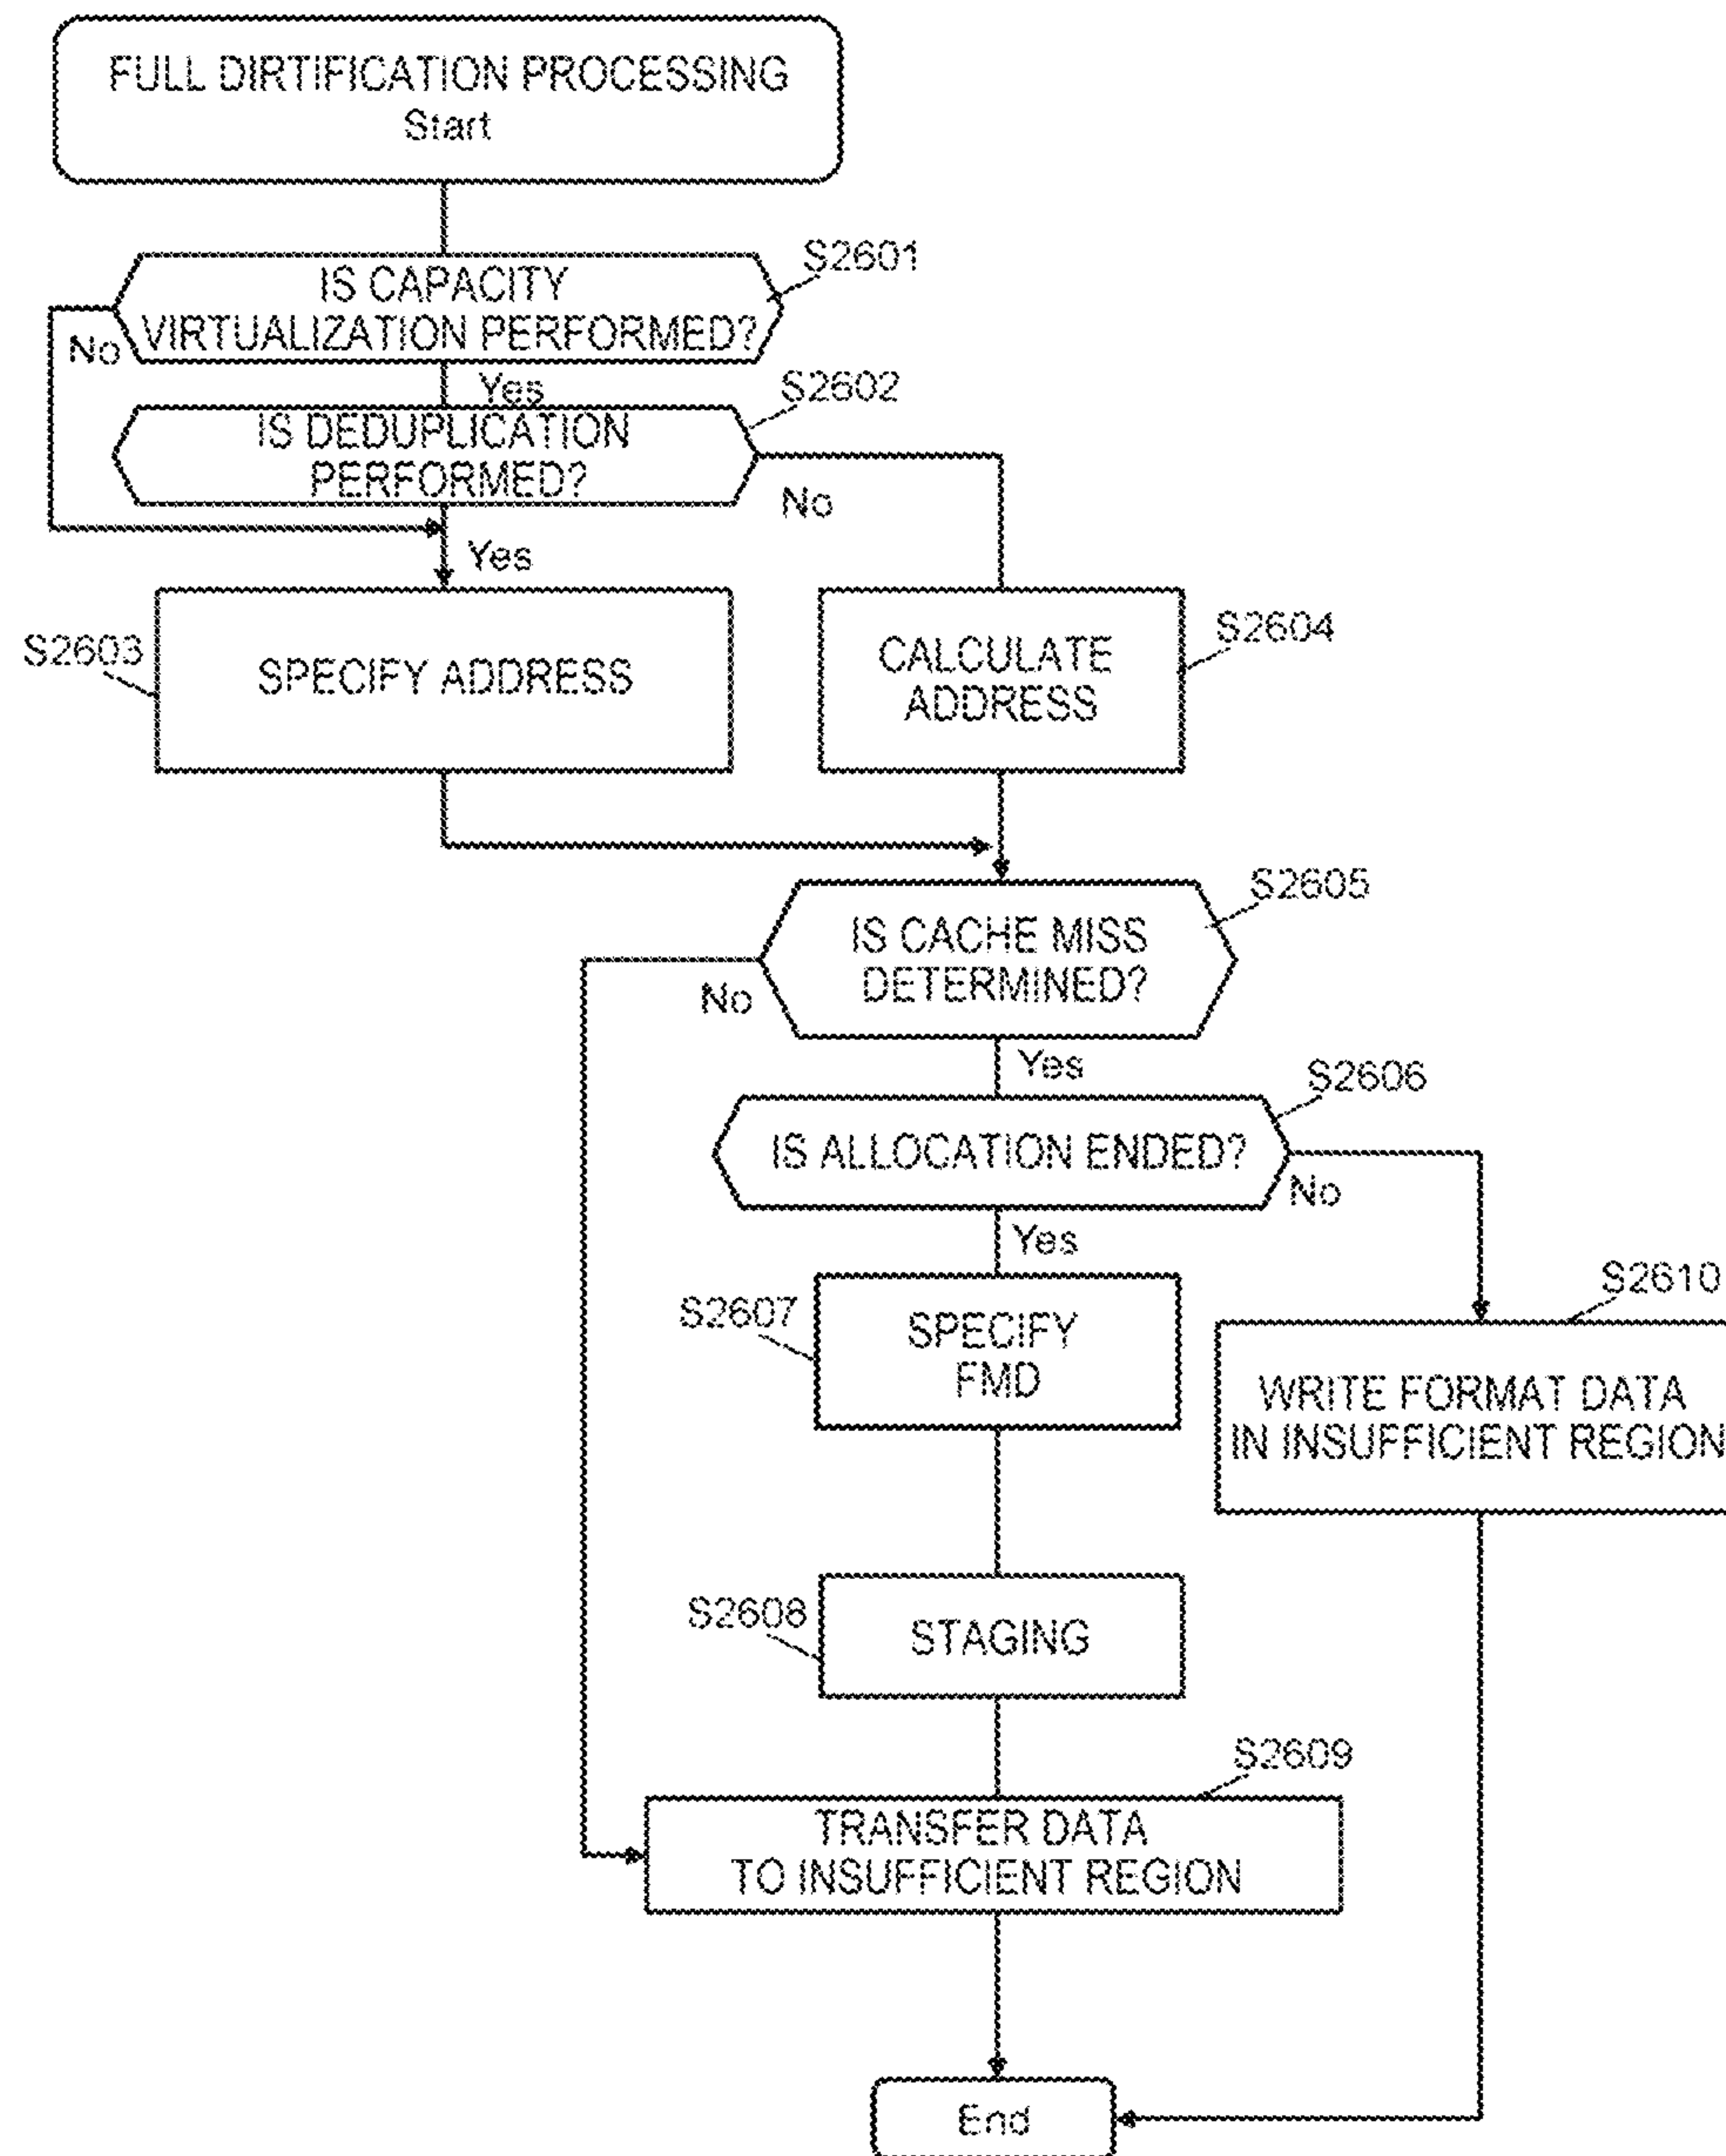 FULL DIRTIFICATION PROCESSING
Start
S2601
IS CAPACITY
VIRTUALIZATION PERFORMED?
No
Yes
S2602
IS DEDUPLICATION
PERFORMED?
No
Yes
S2603
SPECIFY ADDRESS
CALCULATE
ADDRESS
S2604
S2605
IS CACHE MISS
DETERMINED?
No
Yes
S2606
IS ALLOCATION ENDED?
No
Yes
S2607
SPECIFY
FMD
S2610
WRITE FORMAT DATA
IN INSUFFICIENT REGION
S2608
STAGING
S2609
TRANSFER DATA
TO INSUFFICIENT REGION
End